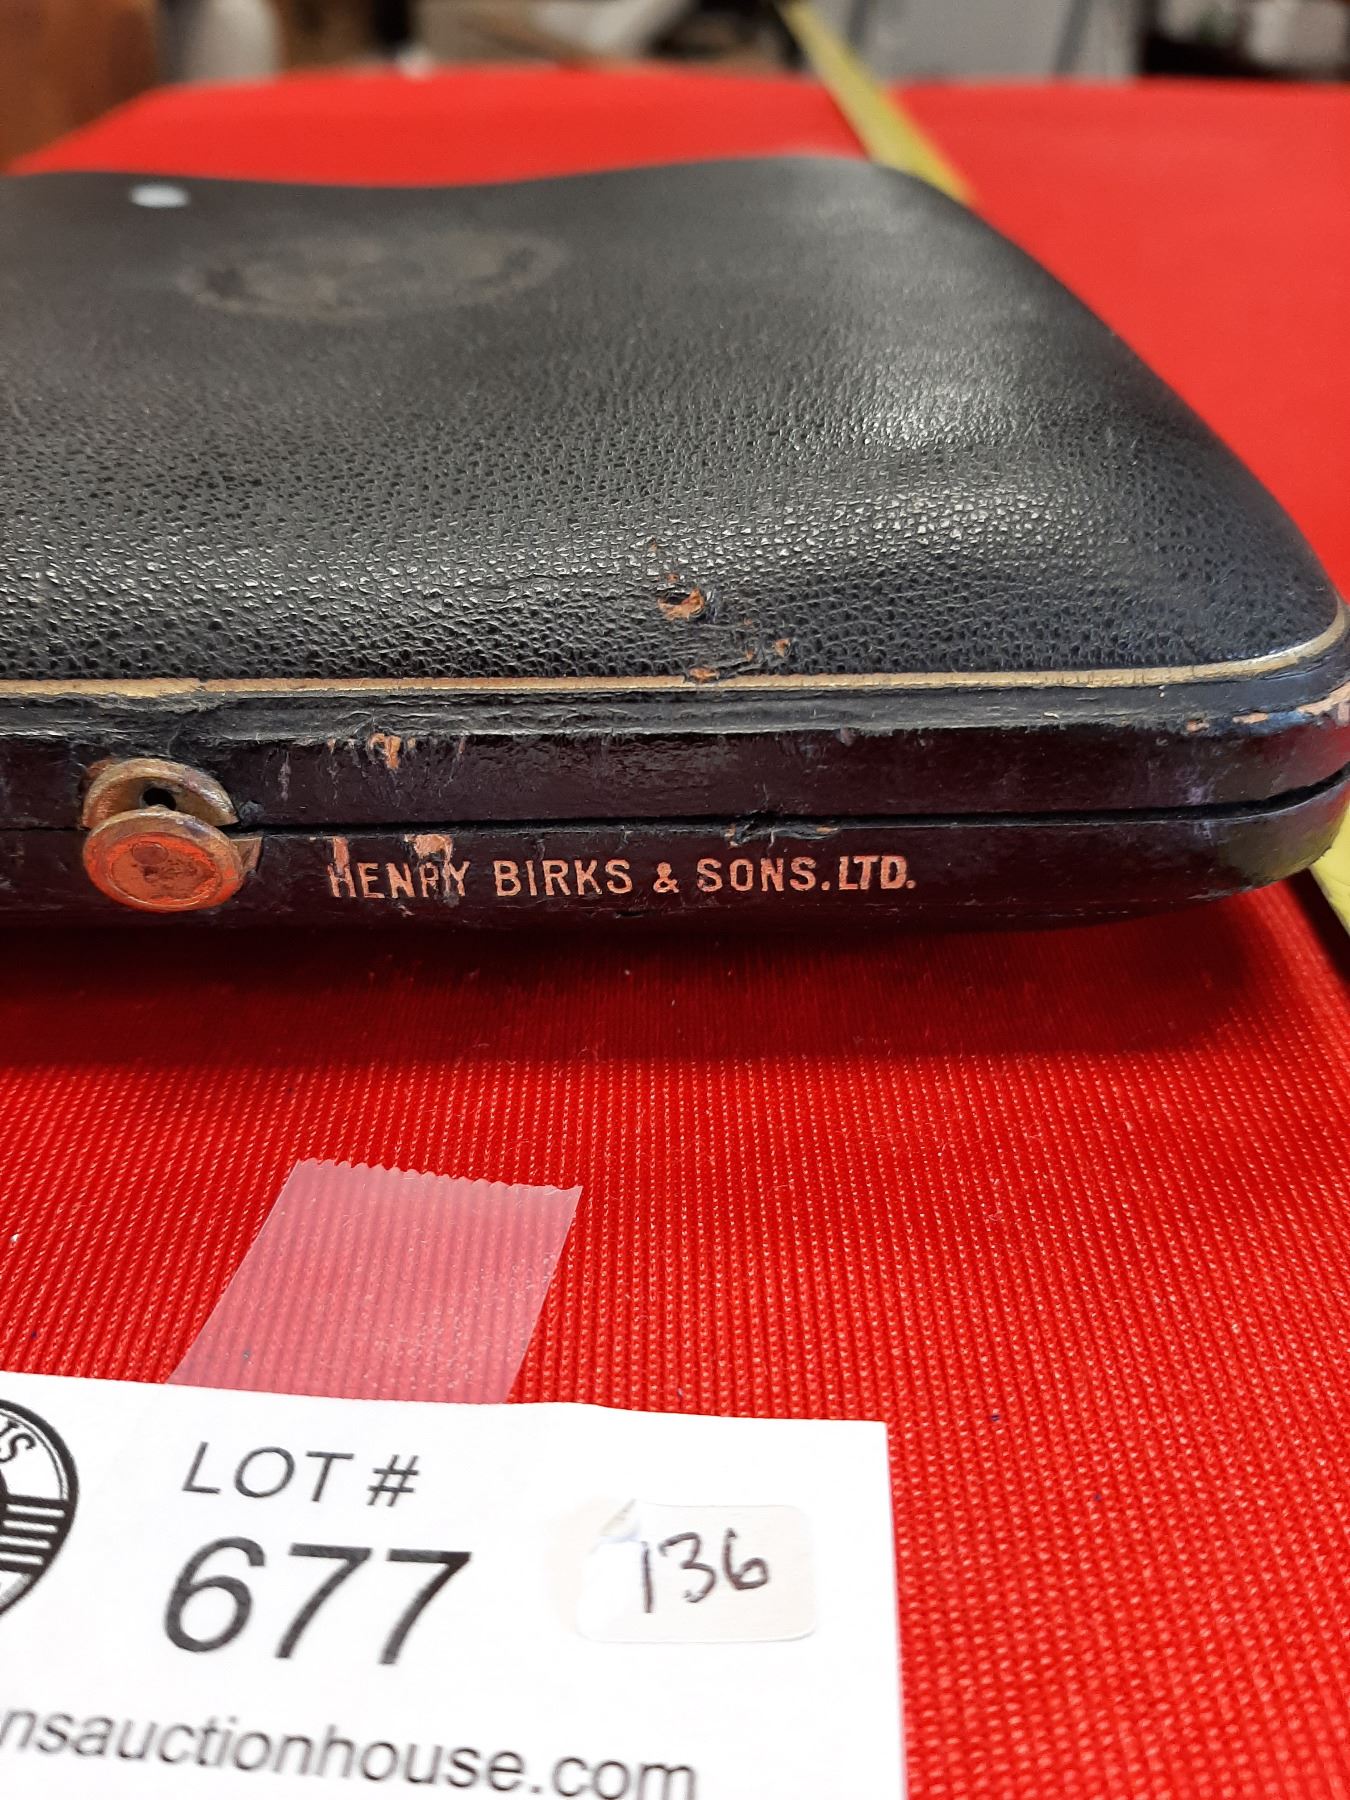 HENRY BIRKS & SONS. LTD.
LOT #
677
136
nsauctionhouse.com